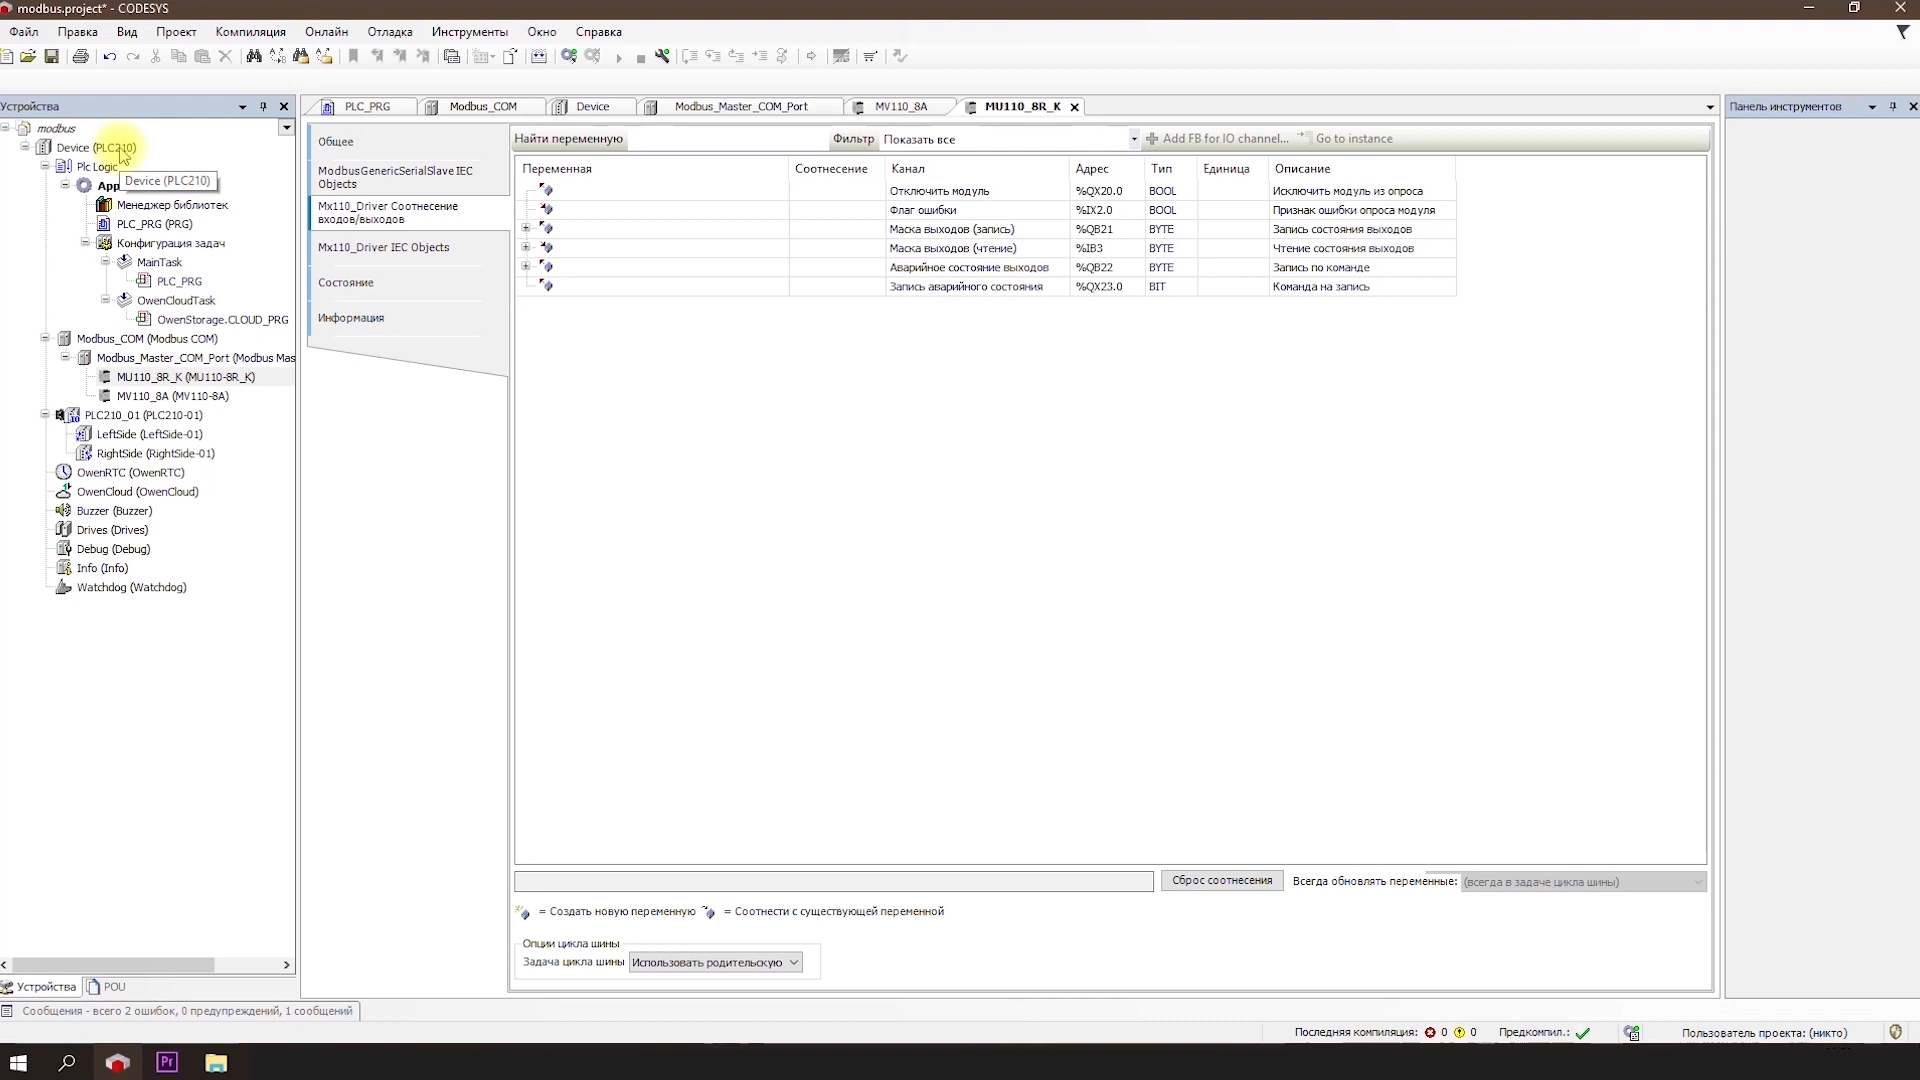 modbus.project* - CODESYS
Файл Правка Вид Проект Компиляция Онлайн Отладка Инструменты Окно Справка
Устройства
modbus
Device (PLC210)
Plc Logic
App
Device (PLC210)
Менеджер библиотек
PLC_PRG (PRG)
Конфигурация задач
MainTask
PLC_PRG
OwenCloudTask
OwenStorage.CLOUD_PRG
Modbus_COM (Modbus COM)
Modbus_Master_COM_Port (Modbus Mas
MU110_8R_K (MU110-8R_K)
MV110_8A (MV110-8A)
PLC210_01 (PLC210-01)
LeftSide (LeftSide-01)
RightSide (RightSide-01)
OwenRTC (OwenRTC)
OwenCloud (OwenCloud)
Buzzer (Buzzer)
Drives (Drives)
Debug (Debug)
Info (Info)
Watchdog (Watchdog)
Устройства POU
PLC_PRG Modbus_COM Device Modbus_Master_COM_Port MV110_8A MU110_8R_K
Общее
ModbusGenericSerialSlave IEC
Objects
Mx110_Driver Соотнесение
входов/выходов
Mx110_Driver IEC Objects
Состояние
Информация
Найти переменную Фильтр Показать все Add FB for IO channel... Go to instance
Переменная Соотнесение Канал Адрес Тип Единица Описание
Отключить модуль %QX20.0 BOOL Исключить модуль из опроса
Флаг ошибки %IX2.0 BOOL Признак ошибки опроса модуля
Маска выходов (запись) %QB21 BYTE Запись состояния выходов
Маска выходов (чтение) %IB3 BYTE Чтение состояния выходов
Аварийное состояние выходов %QB22 BYTE Запись по команде
Запись аварийного состояния %QX23.0 BIT Команда на запись
Сброс соотнесения Всегда обновлять переменные: (всегда в задаче цикла шины)
= Создать новую переменную = Соотнести с существующей переменной
Опции цикла шины
Задача цикла шины Использовать родительскую
Панель инструментов
Сообщения - всего 2 ошибок, 0 предупреждений, 1 сообщений
Последняя компиляция: 0 0 Предкомпил.: Пользователь проекта: (никто)
Pr